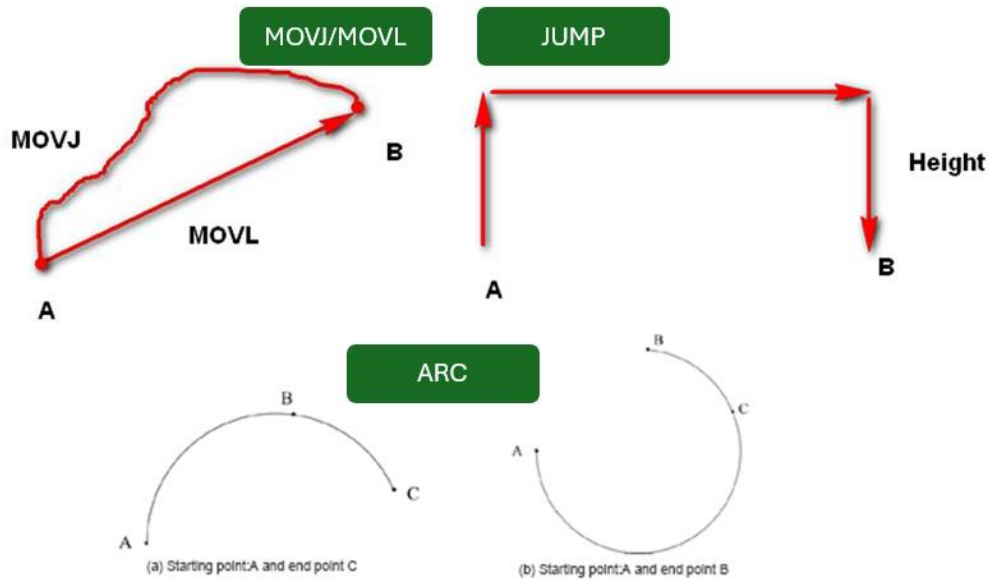 MOVJ/MOVL
JUMP
MOVJ
B
MOVL
A
Height
A
B
ARC
B
C
A
(a) Starting point:A and end point C
B
C
A
(b) Starting point:A and end point B